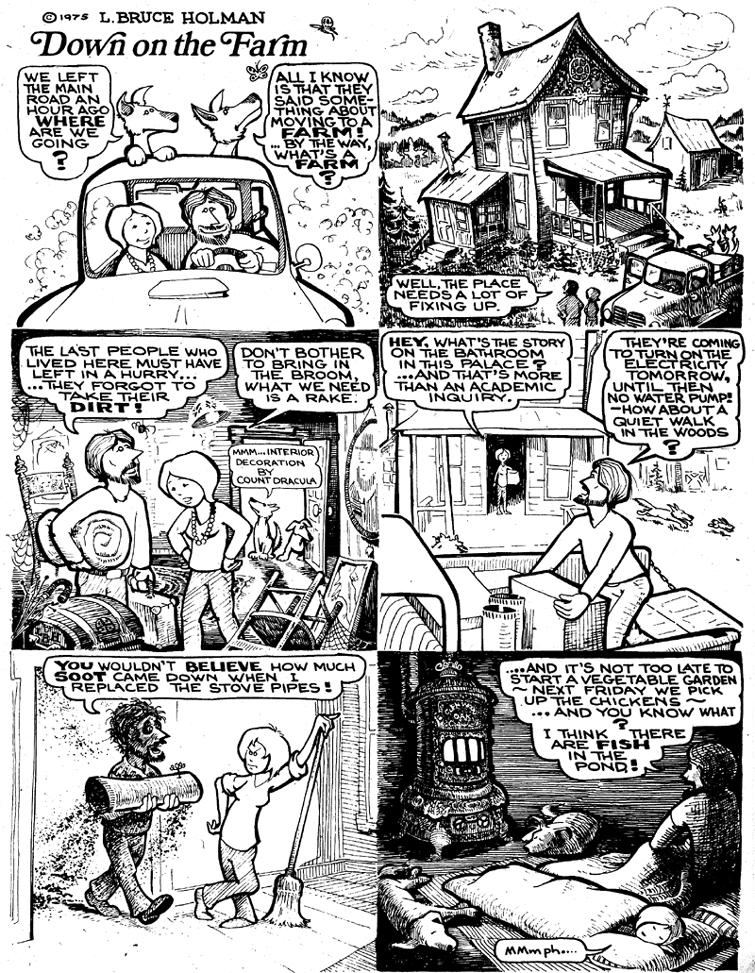 ©1975 L. BRUCE HOLMAN
Down on the Farm
WE LEFT
THE MAIN
ROAD AN
HOUR AGO
WHERE
ARE WE
GOING
?
ALL I KNOW
IS THAT THEY
SAID SOME-
THING ABOUT
MOVING TO A
FARM!
... BY THE WAY,
WHAT'S A
FARM
?
WELL, THE PLACE
NEEDS A LOT OF
FIXING UP.
THE LAST PEOPLE WHO
LIVED HERE MUST HAVE
LEFT IN A HURRY...
...THEY FORGOT TO
TAKE THEIR
DIRT!
DON'T BOTHER
TO BRING IN
THE BROOM,
WHAT WE NEED
IS A RAKE.
MMM...INTERIOR
DECORATION
BY
COUNT DRACULA
HEY, WHAT'S THE STORY
ON THE BATHROOM
IN THIS PALACE?
...AND THAT'S MORE
THAN AN ACADEMIC
INQUIRY.
THEY'RE COMING
TO TURN ON THE
ELECTRICITY
TOMORROW,
UNTIL THEN
NO WATER PUMP!
~HOW ABOUT A
QUIET WALK
IN THE WOODS
?
YOU WOULDN'T BELIEVE HOW MUCH
SOOT CAME DOWN WHEN I
REPLACED THE STOVE PIPES!
...AND IT'S NOT TOO LATE TO
START A VEGETABLE GARDEN
~ NEXT FRIDAY WE PICK
UP THE CHICKENS ~
... AND YOU KNOW WHAT
?
I THINK THERE
ARE FISH
IN THE
POND!
MMmph....